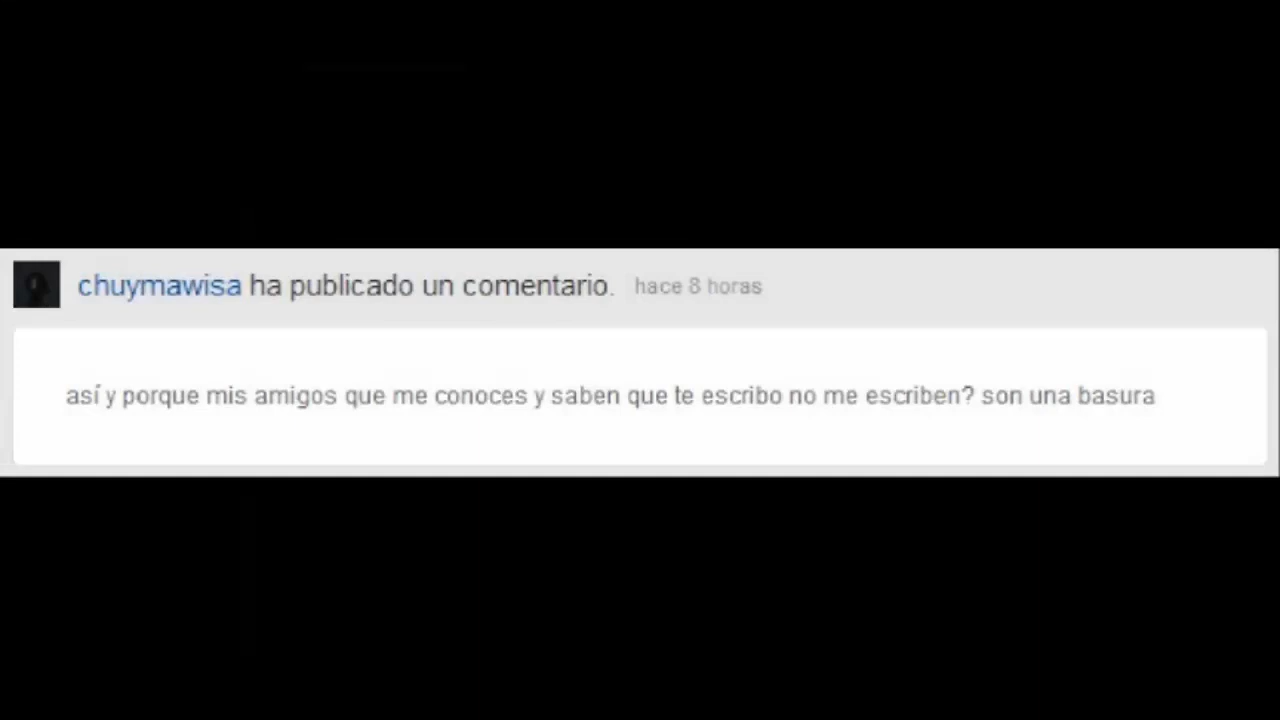 chuymawisa ha publicado un comentario. hace 8 horas
así y porque mis amigos que me conoces y saben que te escribo no me escriben? son una basura